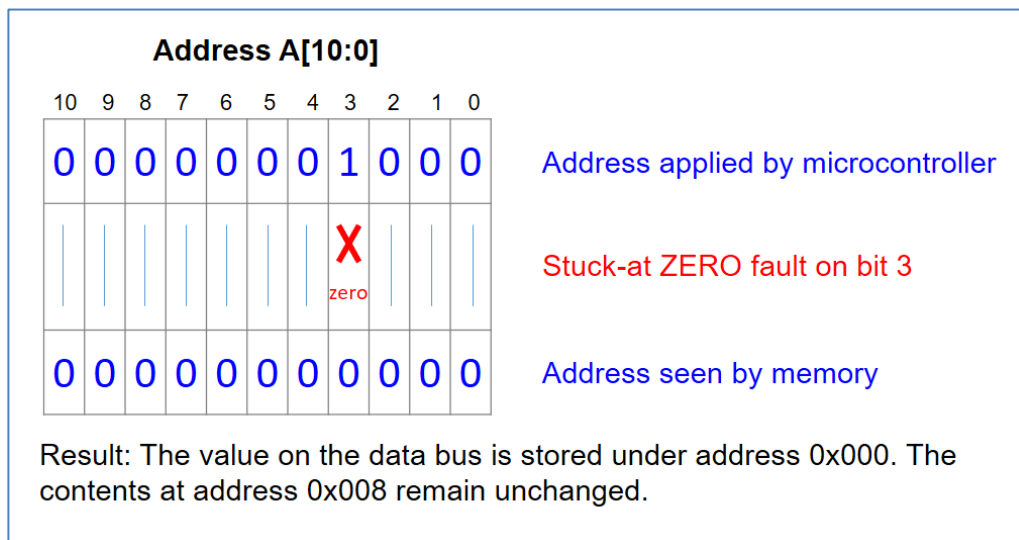 Address A[10:0]
10 9 8 7 6 5 4 3 2 1 0
0 0 0 0 0 0 0 1 0 0 0 Address applied by microcontroller
X
zero Stuck-at ZERO fault on bit 3
0 0 0 0 0 0 0 0 0 0 0 Address seen by memory
Result: The value on the data bus is stored under address 0x000. The
contents at address 0x008 remain unchanged.